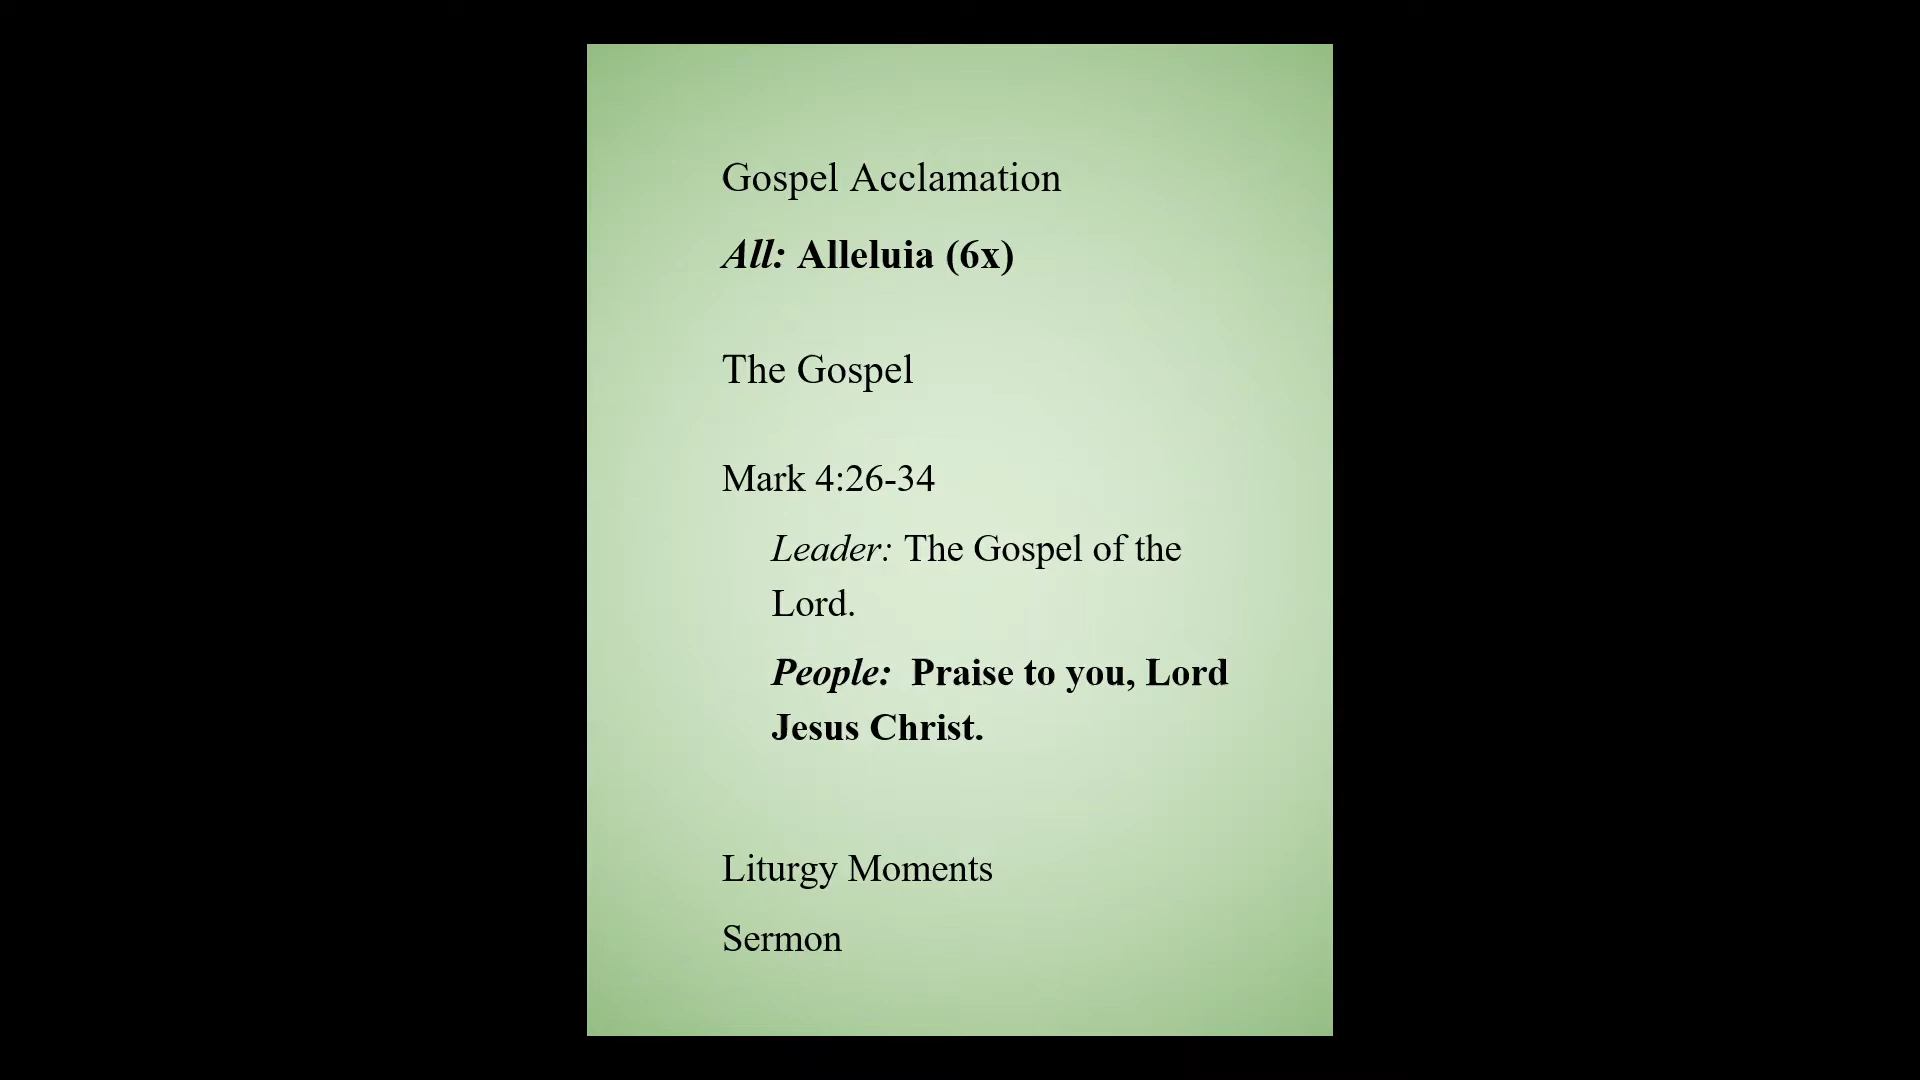 Gospel Acclamation
All: Alleluia (6x)
The Gospel
Mark 4:26-34
Leader: The Gospel of the
Lord.
People:  Praise to you, Lord
Jesus Christ.
Liturgy Moments
Sermon